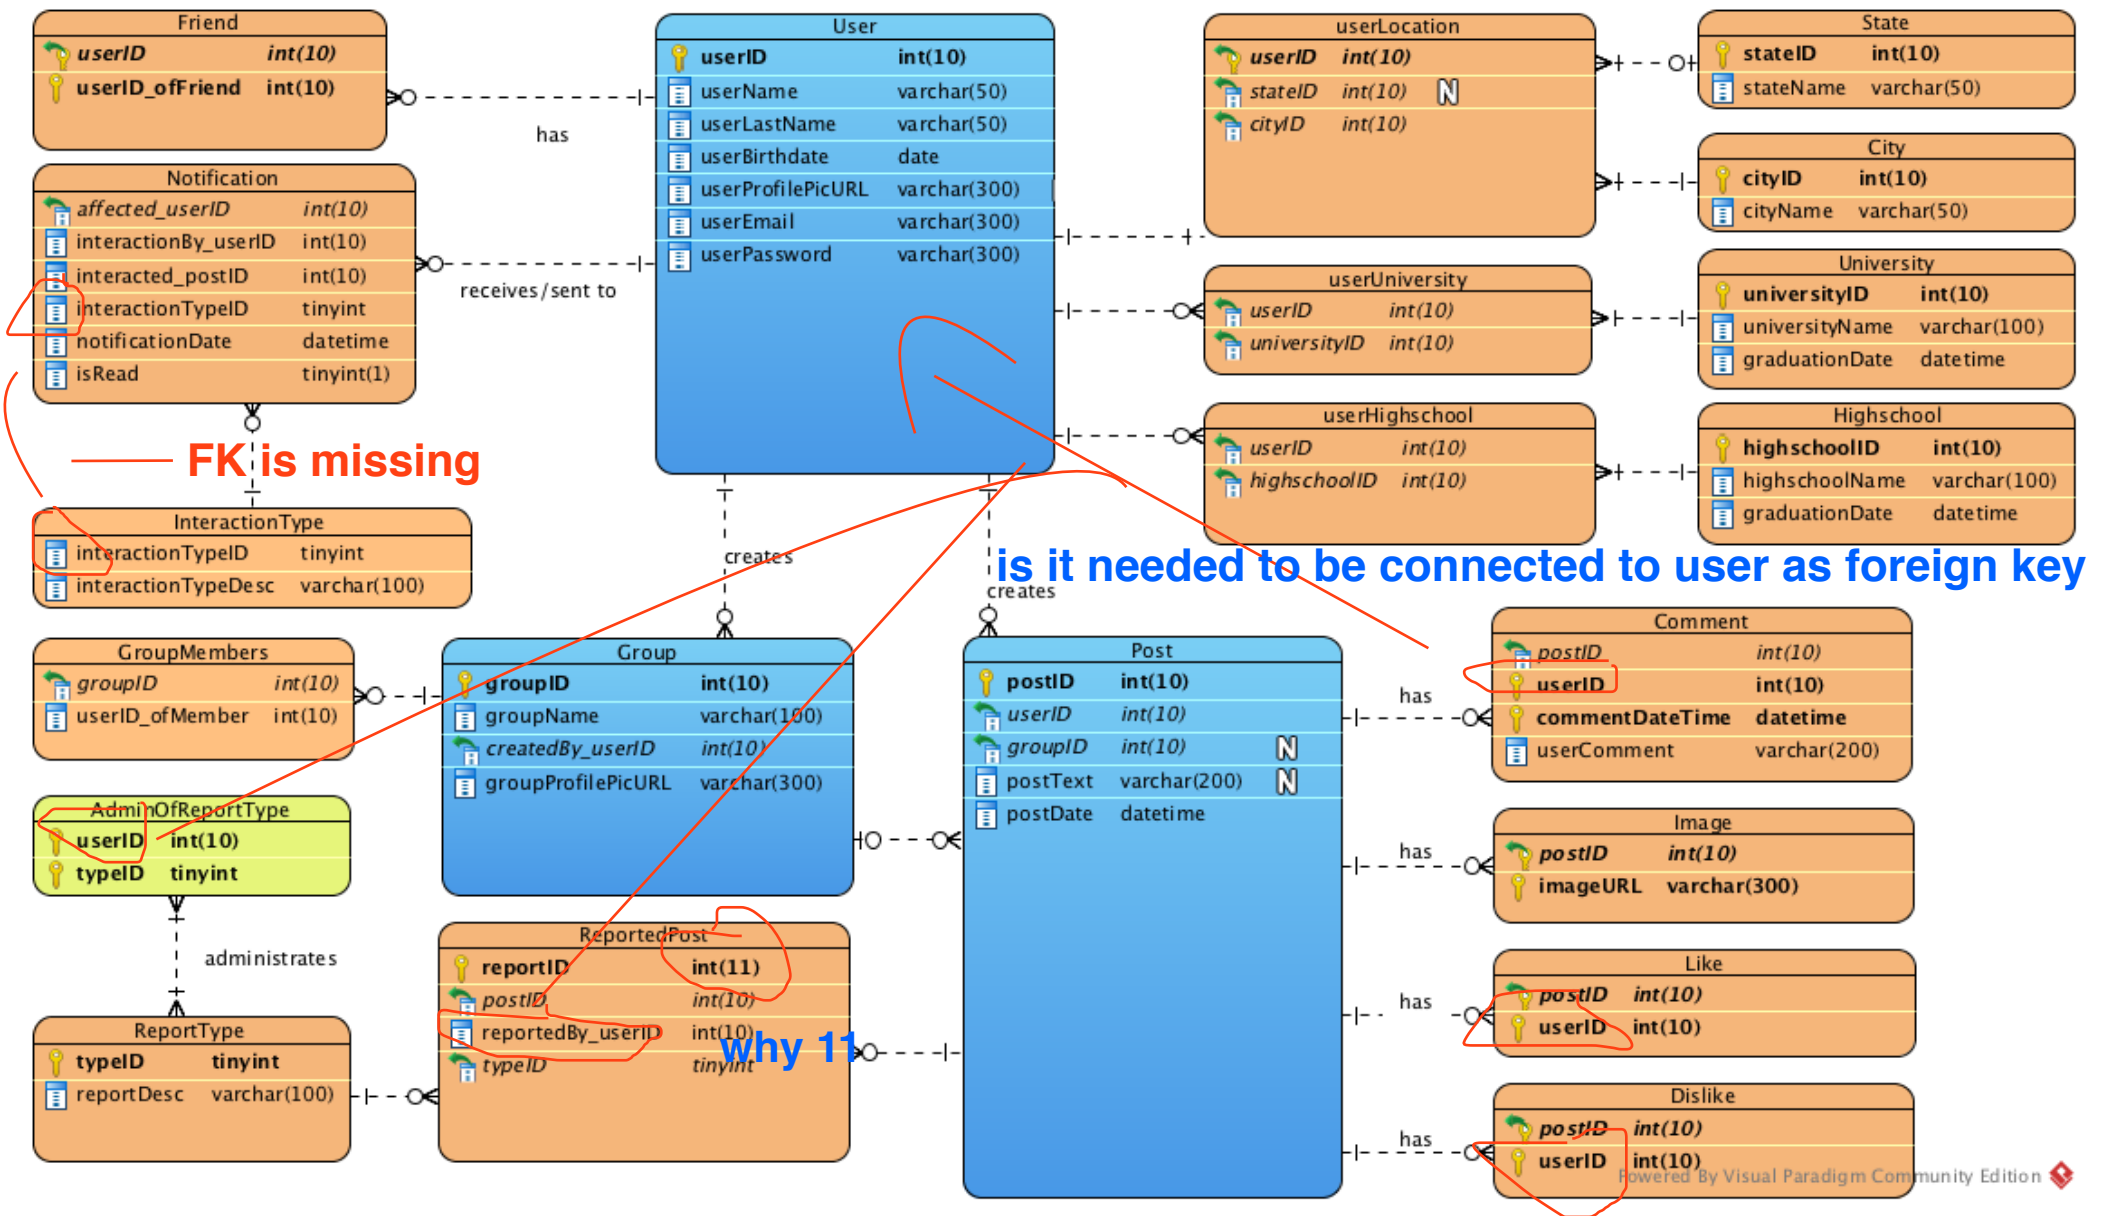 Friend
userID int(10)
userID_ofFriend int(10)
has
Notification
affected_userID int(10)
interactionBy_userID int(10)
interacted_postID int(10)
interactionTypeID tinyint
notificationDate datetime
isRead tinyint(1)
receives/sent to
FK is missing
InteractionType
interactionTypeID tinyint
interactionTypeDesc varchar(100)
User
userID int(10)
userName varchar(50)
userLastName varchar(50)
userBirthdate date
userProfilePicURL varchar(300)
userEmail varchar(300)
userPassword varchar(300)
userLocation
userID int(10)
stateID int(10) N
cityID int(10)
State
stateID int(10)
stateName varchar(50)
City
cityID int(10)
cityName varchar(50)
userUniversity
userID int(10)
universityID int(10)
University
universityID int(10)
universityName varchar(100)
graduationDate datetime
userHighschool
userID int(10)
highschoolID int(10)
Highschool
highschoolID int(10)
highschoolName varchar(100)
graduationDate datetime
is it needed to be connected to user as foreign key
creates
creates
GroupMembers
groupID int(10)
userID_ofMember int(10)
Group
groupID int(10)
groupName varchar(100)
createdBy_userID int(10)
groupProfilePicURL varchar(300)
Post
postID int(10)
userID int(10)
groupID int(10) N
postText varchar(200) N
postDate datetime
has
Comment
postID int(10)
userID int(10)
commentDateTime datetime
userComment varchar(200)
AdminOfReportType
userID int(10)
typeID tinyint
administrates
ReportType
typeID tinyint
reportDesc varchar(100)
ReportedPost
reportID int(11)
postID int(10)
reportedBy_userID int(10)
why 11
typeID tinyint
has
Image
postID int(10)
imageURL varchar(300)
has
Like
postID int(10)
userID int(10)
has
Dislike
postID int(10)
userID int(10)
Powered By Visual Paradigm Community Edition